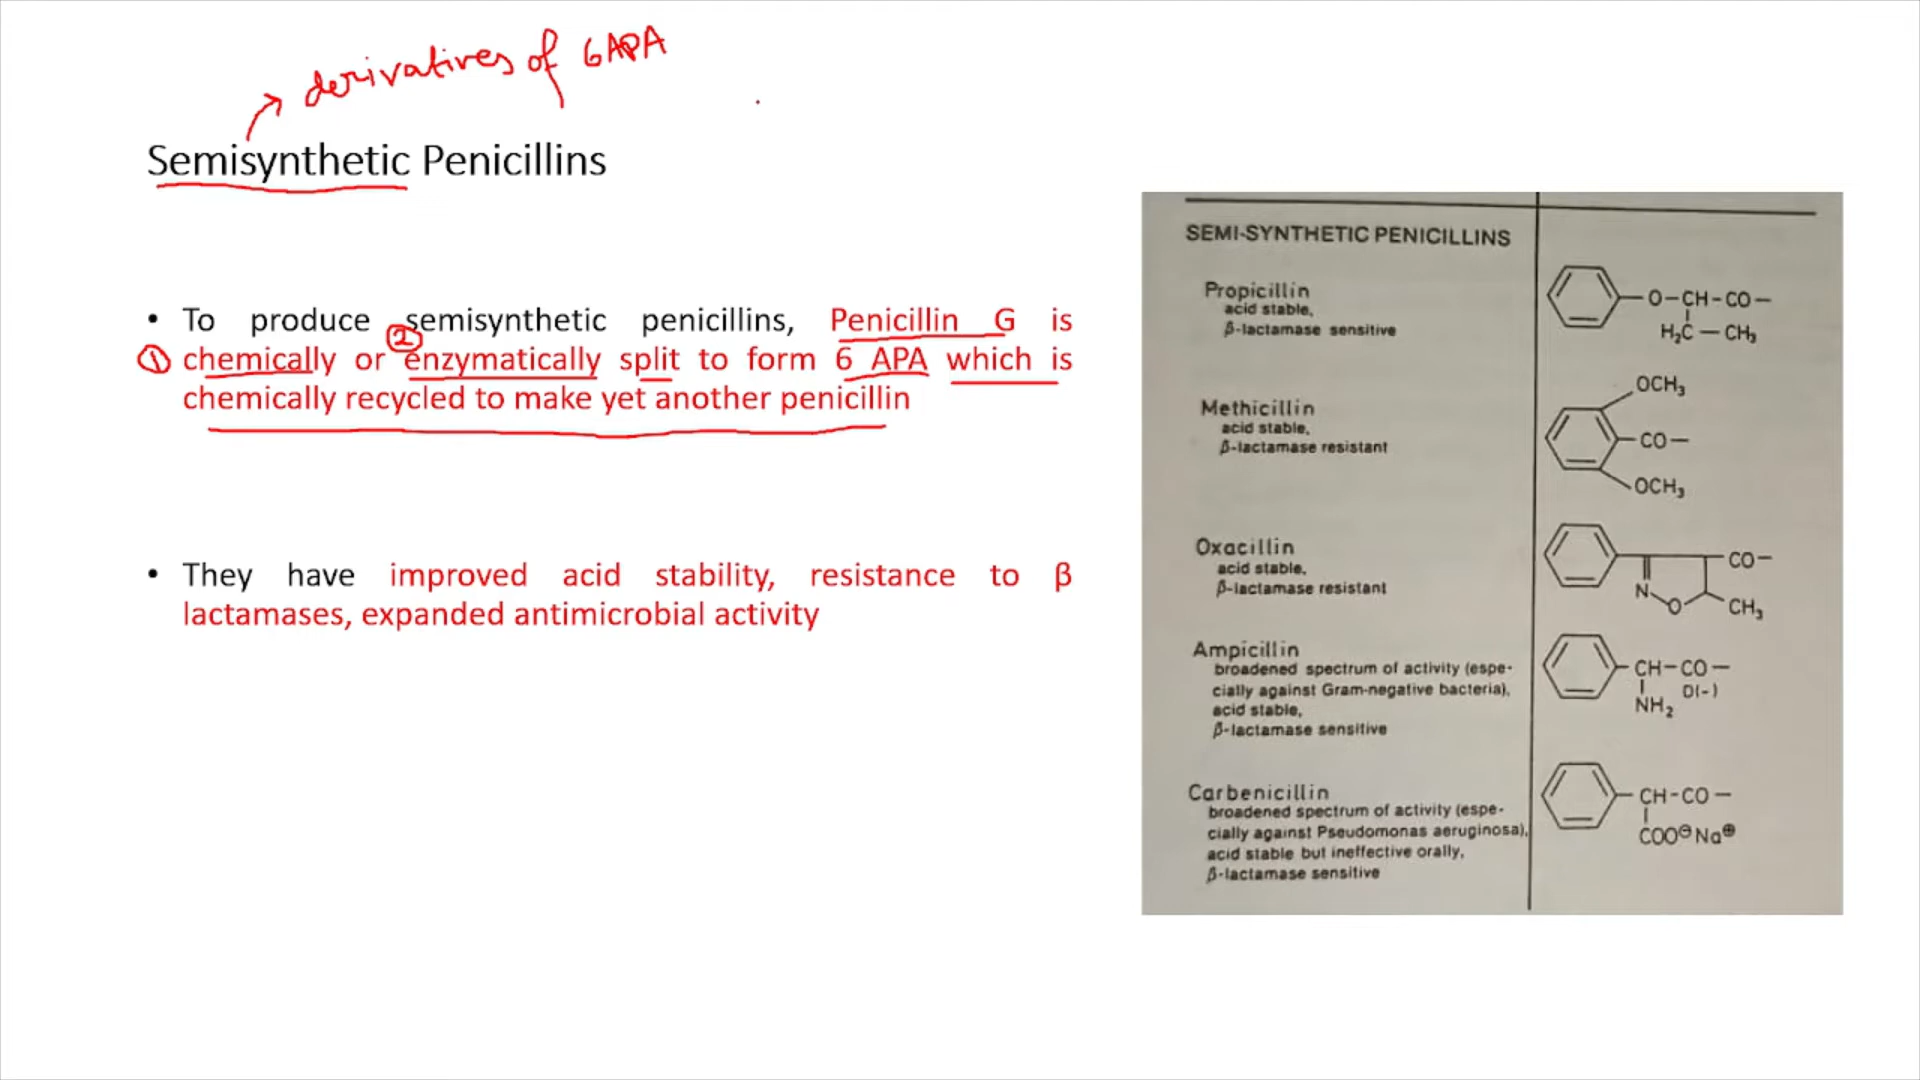 derivatives of 6APA
Semisynthetic Penicillins
• To produce semisynthetic penicillins, Penicillin G is
② 
① chemically or enzymatically split to form 6 APA which is
chemically recycled to make yet another penicillin
• They have improved acid stability, resistance to β
lactamases, expanded antimicrobial activity
SEMI-SYNTHETIC PENICILLINS
Propicillin
acid stable,
β-lactamase sensitive
O-CH-CO-
H₂C-CH₃
Methicillin
acid stable,
β-lactamase resistant
OCH₃
CO-
OCH₃
Oxacillin
acid stable,
β-lactamase resistant
CO-
N
O
CH₃
Ampicillin
broadened spectrum of activity (espe-
cially against Gram-negative bacteria),
acid stable,
β-lactamase sensitive
CH-CO-
NH₂ D(-)
Carbenicillin
broadened spectrum of activity (espe-
cially against Pseudomonas aeruginosa),
acid stable but ineffective orally,
β-lactamase sensitive
CH-CO-
COO⊖Na⊕